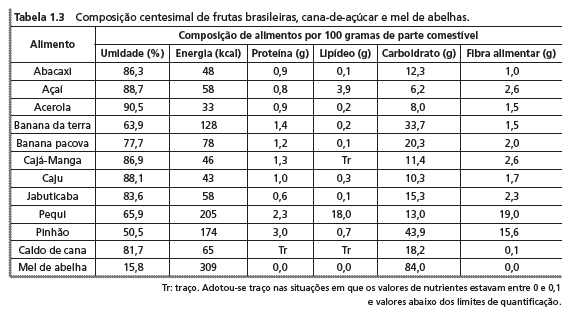 Tabela 1.3 Composição centesimal de frutas brasileiras, cana-de-açúcar e mel de abelhas.
Alimento
Composição de alimentos por 100 gramas de parte comestível
Umidade (%) Energia (kcal) Proteína (g) Lipídeo (g) Carboldrato (g) Fibra alimentar (g)
Abacaxi 86,3 48 0,9 0,1 12,3 1,0
Açaí 88,7 58 0,8 3,9 6,2 2,6
Acerola 90,5 33 0,9 0,2 8,0 1,5
Banana da terra 63,9 128 1,4 0,2 33,7 1,5
Banana pacova 77,7 78 1,2 0,1 20,3 2,0
Cajá-Manga 86,9 46 1,3 Tr 11,4 2,6
Caju 88,1 43 1,0 0,3 10,3 1,7
Jabuticaba 83,6 58 0,6 0,1 15,3 2,3
Pequi 65,9 205 2,3 18,0 13,0 19,0
Pinhão 50,5 174 3,0 0,7 43,9 15,6
Caldo de cana 81,7 65 Tr Tr 18,2 0,1
Mel de abelha 15,8 309 0,0 0,0 84,0 0,0
Tr: traço. Adotou-se traço nas situações em que os valores de nutrientes estavam entre 0 e 0,1
e valores abaixo dos limites de quantificação.